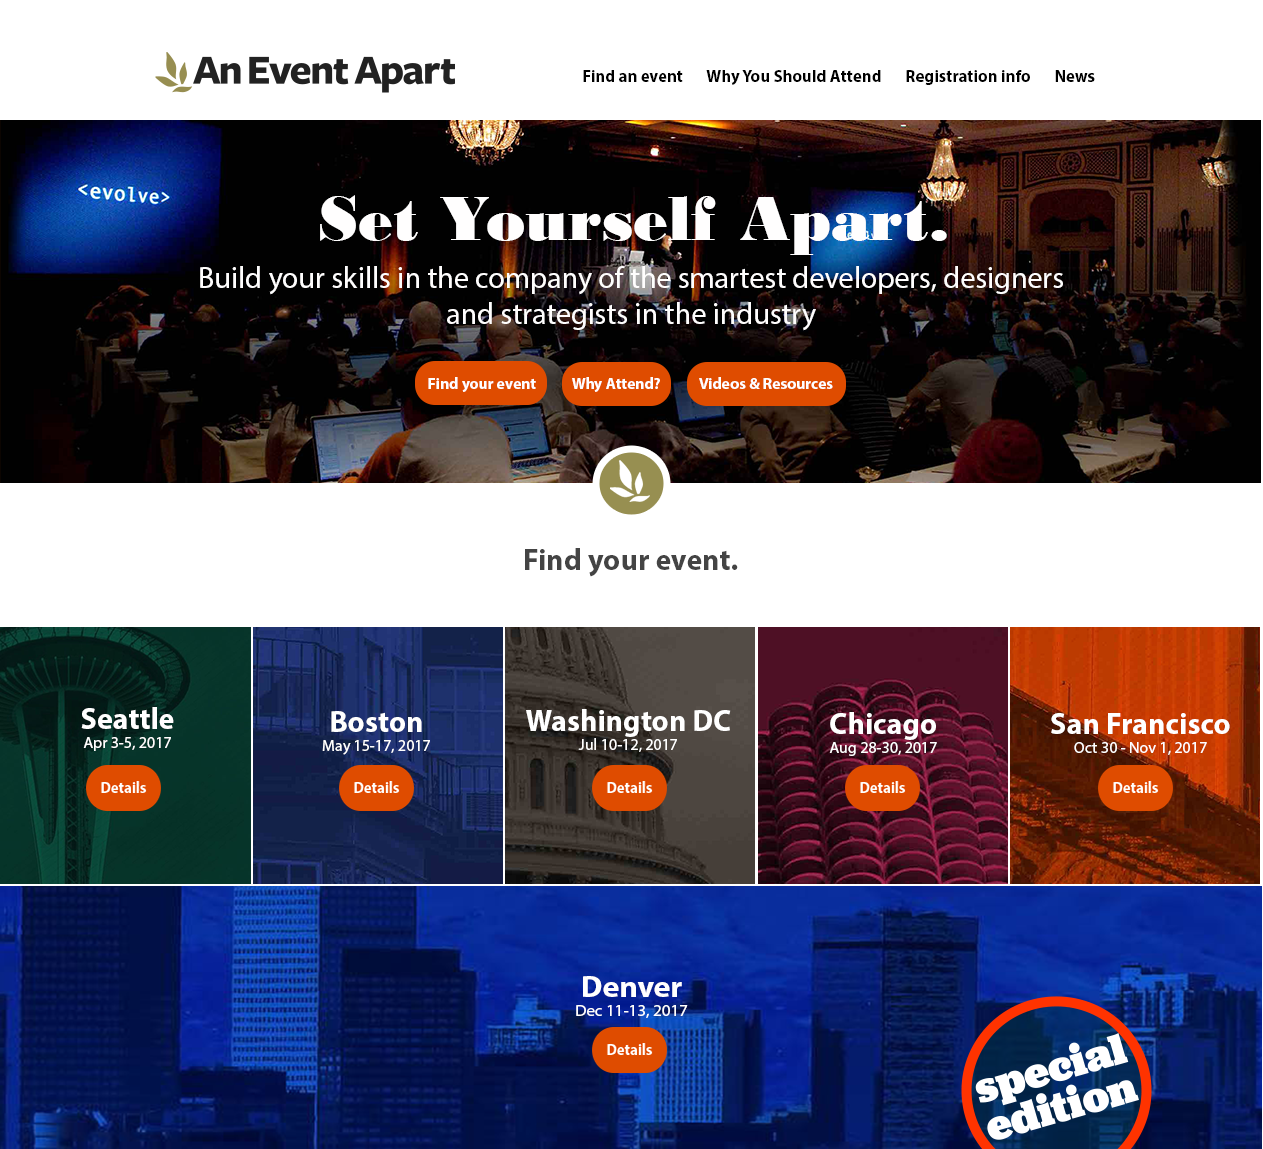 An Event Apart
Find an event
Why You Should Attend
Registration info
News
<evolve>
Set Yourself Apart.
Build your skills in the company of the smartest developers, designers
and strategists in the industry
Find your event
Why Attend?
Videos & Resources
Find your event.
Seattle
Apr 3-5, 2017
Details
Boston
May 15-17, 2017
Details
Washington DC
Jul 10-12, 2017
Details
Chicago
Aug 28-30, 2017
Details
San Francisco
Oct 30 - Nov 1, 2017
Details
Denver
Dec 11-13, 2017
Details
special
edition